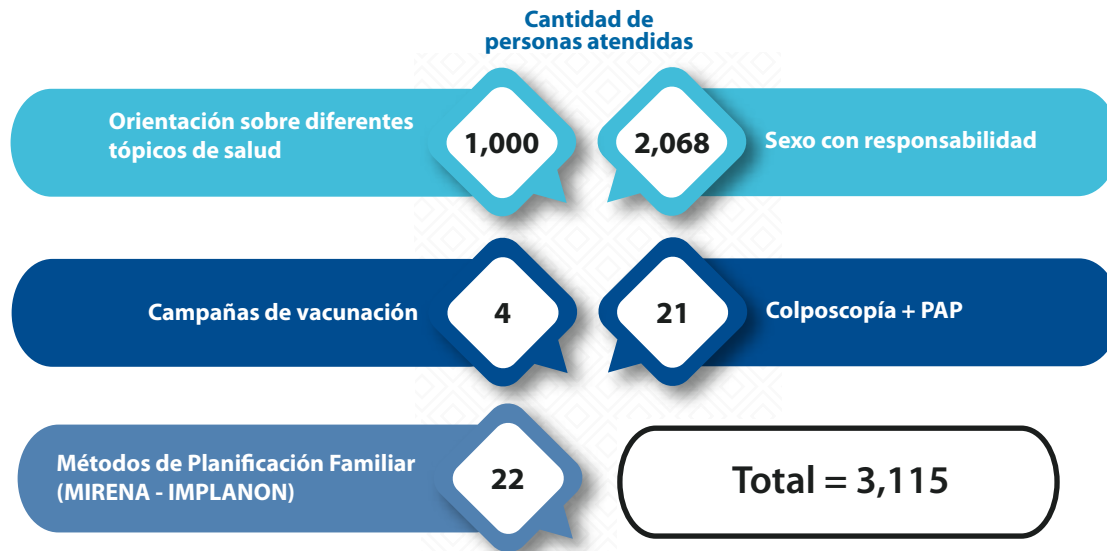 Cantidad de
personas atendidas
Orientación sobre diferentes
tópicos de salud
1,000
2,068
Sexo con responsabilidad
Campañas de vacunación
4
21
Colposcopía + PAP
Métodos de Planificación Familiar
(MIRENA - IMPLANON)
22
Total = 3,115